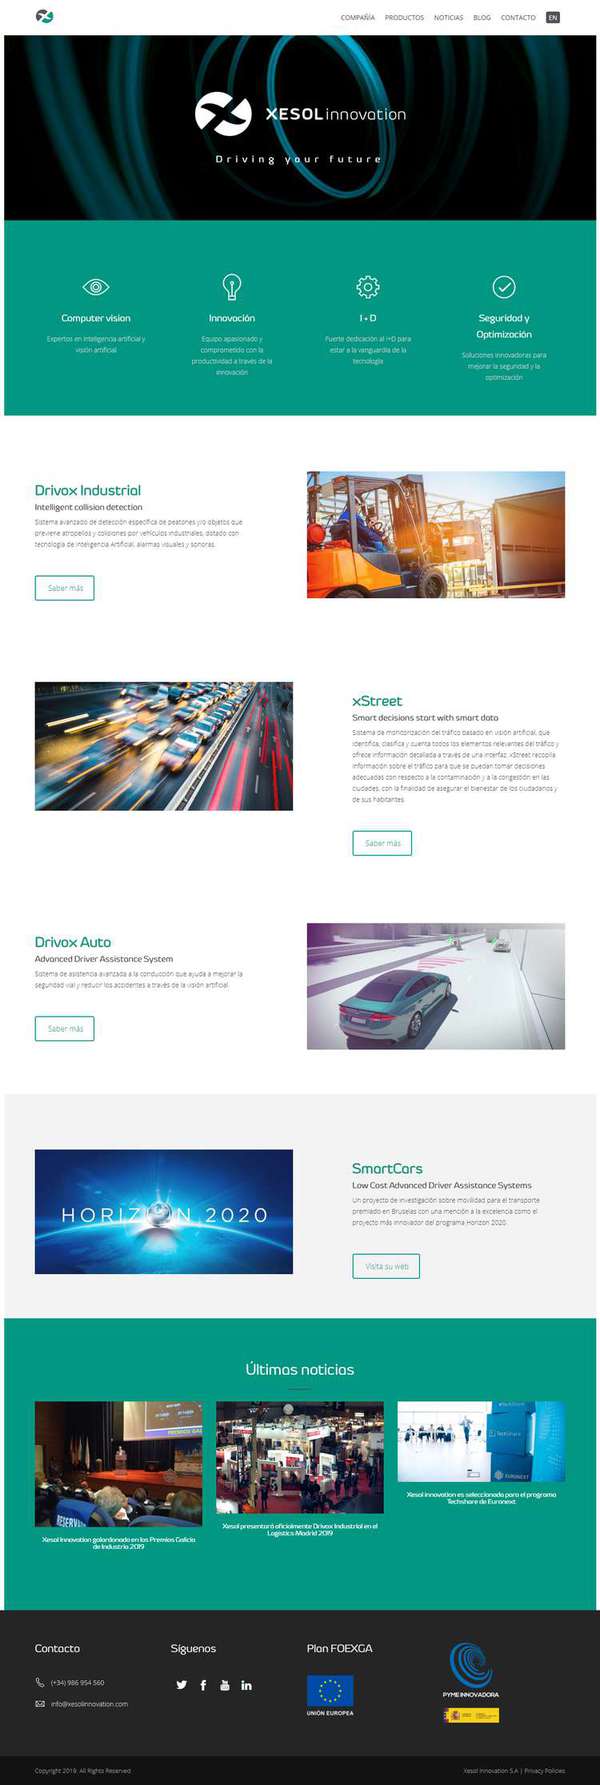 COMPAÑÍA PRODUCTOS NOTICIAS BLOG CONTACTO EN
XESOLinnovation
Driving your future
Computer vision
Expertos en Inteligencia artificial y
visión artificial
Innovación
Equipo apasionado y
comprometido con la
productividad a través de la
innovación
I + D
Fuerte dedicación al I+D para
estar a la vanguardia de la
tecnología
Seguridad y
Optimización
Soluciones innovadoras para
mejorar la seguridad y la
optimización
Drivox Industrial
Intelligent collision detection
Sistema avanzado de detección específica de peatones y/o objetos que
previene atropellos y colisiones por vehículos industriales, dotado con
tecnología de Inteligencia Artificial, alarmas visuales y sonoras.
Saber más
xStreet
Smart decisions start with smart data
Sistema de monitorización del tráfico basado en visión artificial, que
identifica, clasifica y cuenta todos los elementos relevantes del tráfico y
ofrece información detallada a través de una interfaz. xStreet recopila
información sobre el tráfico para que se puedan tomar decisiones
adecuadas con respecto a la contaminación y a la congestión en las
ciudades, con la finalidad de asegurar el bienestar de los ciudadanos y
de sus habitantes.
Saber más
Drivox Auto
Advanced Driver Assistance System
Sistema de asistencia avanzada a la conducción que ayuda a mejorar la
seguridad vial y reducir los accidentes a través de la visión artificial.
Saber más
HORIZON 2020
SmartCars
Low Cost Advanced Driver Assistance Systems
Un proyecto de investigación sobre movilidad para el transporte
premiado en Bruselas con una mención a la excelencia como el
proyecto más innovador del programa Horizon 2020.
Visita su web
Últimas noticias
PREMIOS GALI
RESERV
TechShare
EURONEXT
Xesol Innovation galardonada en los Premios Galicia
de Industria 2019
Xesol presentará oficialmente Drivox Industrial en el
Logistics Madrid 2019
Xesol innovation es seleccionada para el programa
Techshare de Euronext
Contacto
(+34) 986 954 560
info@xesolinnovation.com
Síguenos
Plan FOEXGA
UNIÓN EUROPEA
PYME INNOVADORA
Copyright 2019. All Rights Reserved
Xesol Innovation S.A | Privacy Policies